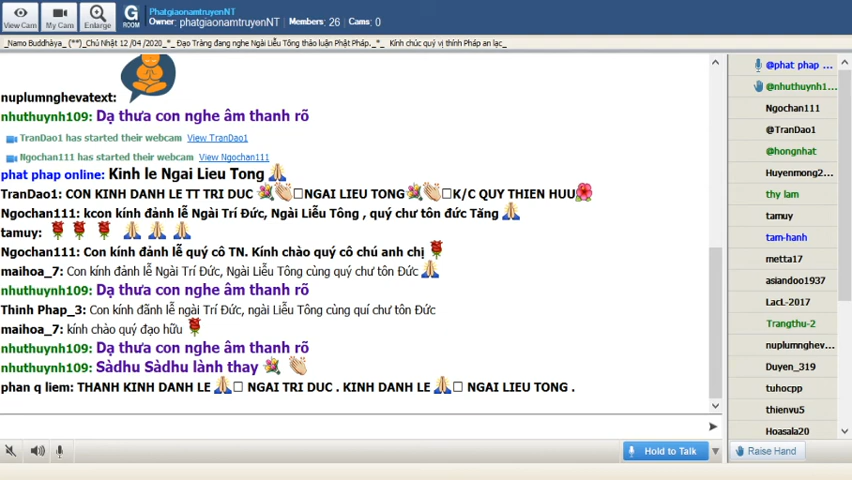 View Cam
My Cam
Enlarge
G
ROOM
PhatgiaonamtruyenNT
Owner: phatgiaonamtruyenNT Members: 26 Cams: 0
_Namo Buddhàya_ (**)_Chủ Nhật 12 /04 /2020_*_ Đạo Tràng đang nghe Ngài Liễu Tông thảo luận Phật Pháp._*_ Kính chúc quý vị thính Pháp an lạc_
nuplumnghevatext:
nhuthuynh109: Dạ thưa con nghe âm thanh rõ
TranDao1 has started their webcam View TranDao1
Ngochan111 has started their webcam View Ngochan111
phat phap online: Kinh le Ngai Lieu Tong 🙏
TranDao1: CON KINH DANH LE TT TRI DUC 💐👏□NGAI LIEU TONG💐👏□K/C QUY THIEN HUU🌺
Ngochan111: kcon kính đảnh lễ Ngài Trí Đức, Ngài Liễu Tông , quý chư tôn đức Tăng 🙏
tamuy: 🌹 🌹 🌹 🙏 🙏 🙏
Ngochan111: Con kính đảnh lễ quý cô TN. Kính chào quý cô chú anh chị 🌹
maihoa_7: Con kính đảnh lễ Ngài Trí Đức, Ngài Liễu Tông cùng quý chư tôn Đức 🙏
nhuthuynh109: Dạ thưa con nghe âm thanh rõ
Thinh Phap_3: Con kính đãnh lễ ngài Trí Đức, ngài Liễu Tông cùng quí chư tôn Đức
maihoa_7: kính chào quý đạo hữu 🌹
nhuthuynh109: Dạ thưa con nghe âm thanh rõ
nhuthuynh109: Sàdhu Sàdhu lành thay 💐 👏
phan q liem: THANH KINH DANH LE 🙏□ NGAI TRI DUC . KINH DANH LE 🙏□ NGAI LIEU TONG .
@phat phap ...
@nhuthuynh1...
Ngochan111
@TranDao1
@hongnhat
Huyenmong2...
thy lam
tamuy
tam-hanh
metta17
asiandoo1937
LacL-2017
Trangthu-2
nuplumnghev...
Duyen_319
tuhocpp
thienvu5
Hoasala20
Hold to Talk
Raise Hand